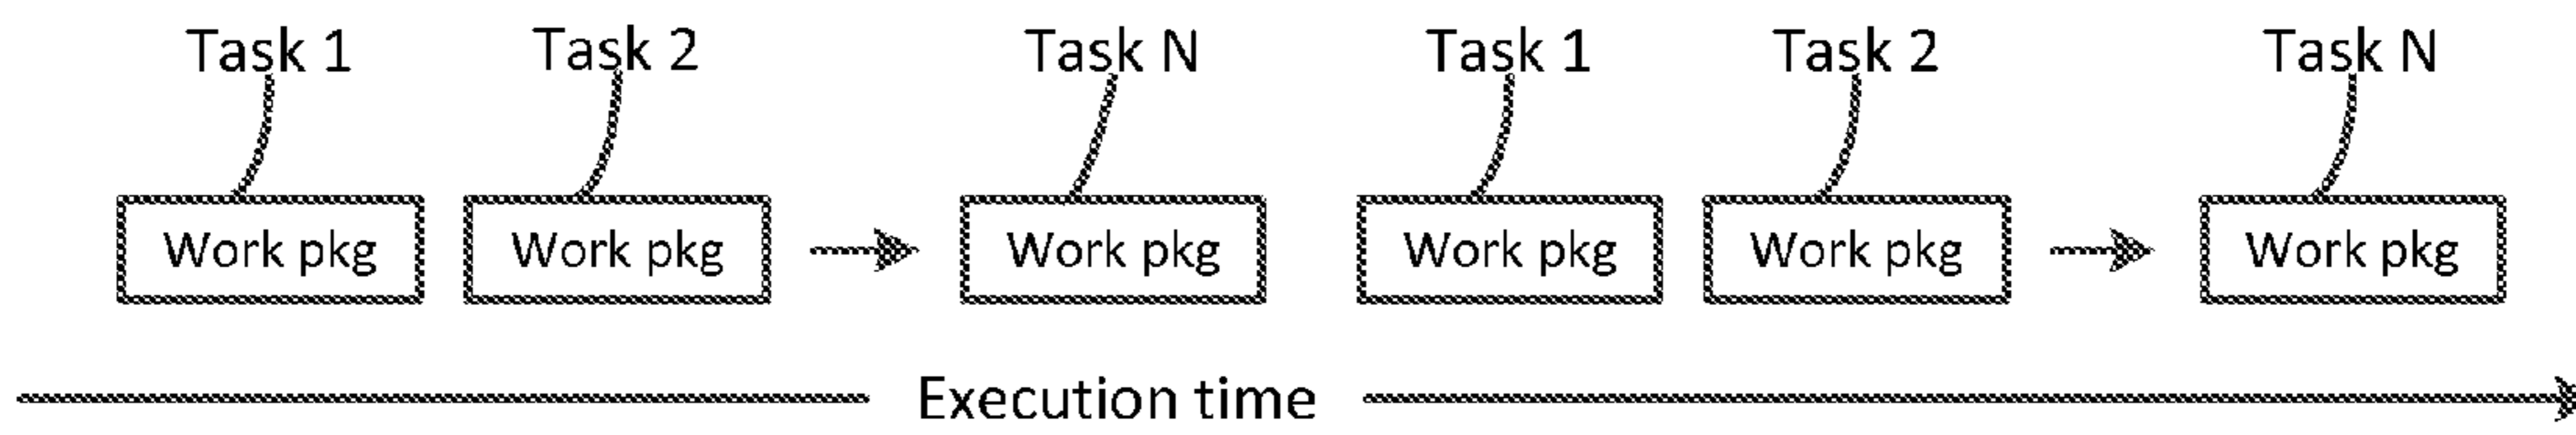 Task 1 Task 2 Task N Task 1 Task 2 Task N
Work pkg Work pkg Work pkg Work pkg Work pkg Work pkg
Execution time